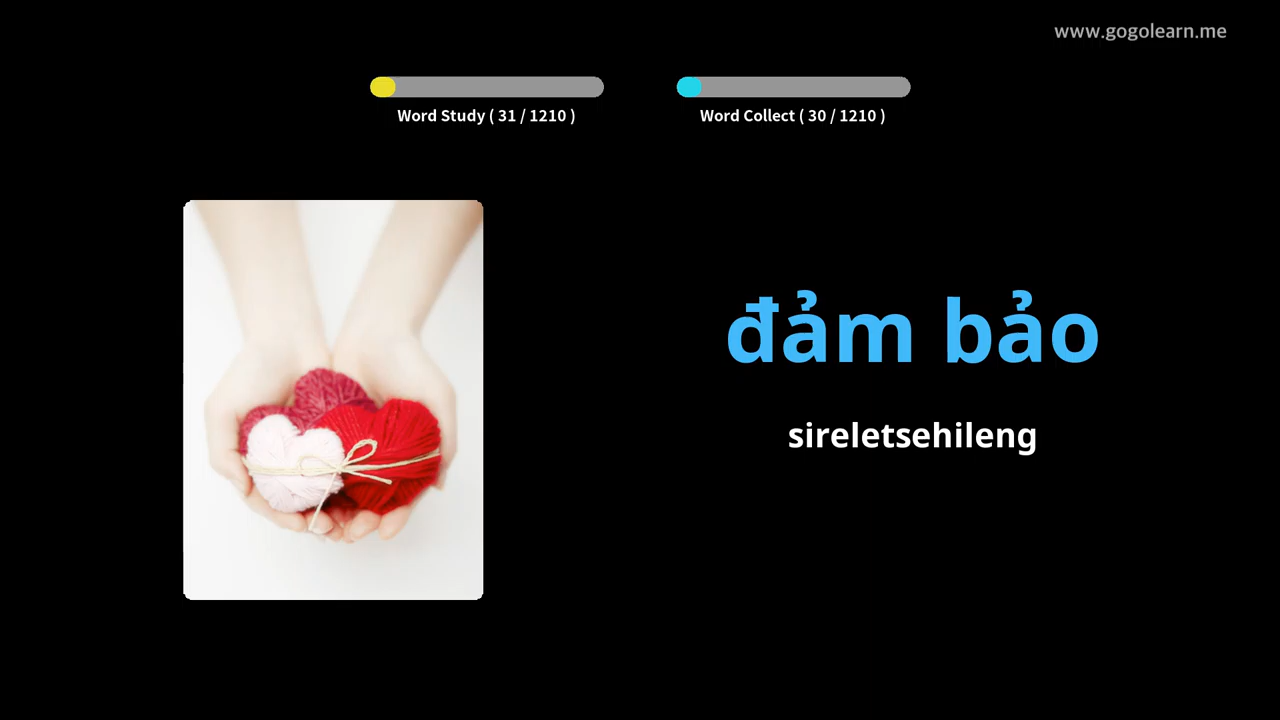 www.gogolearn.me
Word Study ( 31 / 1210 )
Word Collect ( 30 / 1210 )
đảm bảo
sireletsehileng